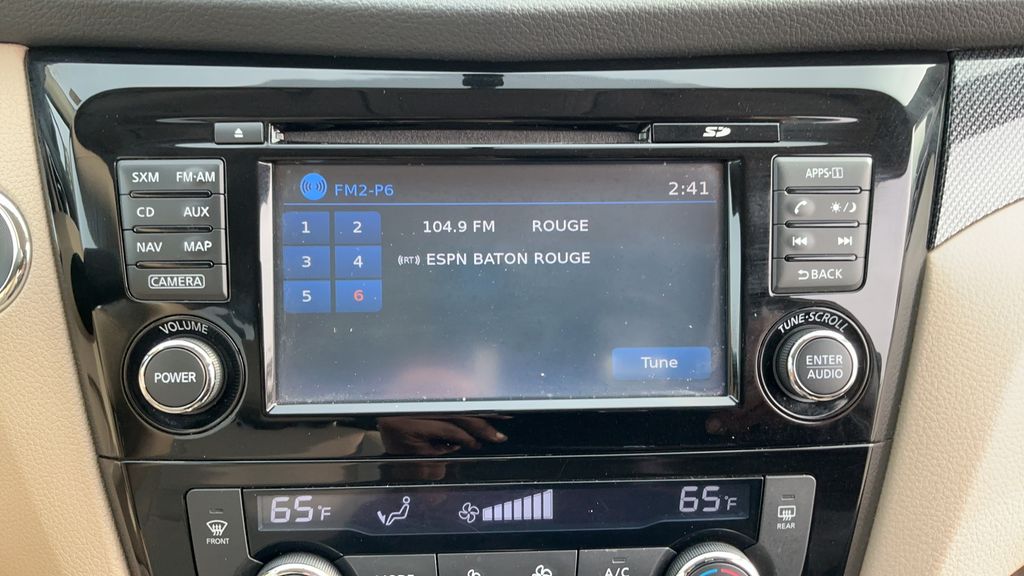 SD
SXM FM·AM
CD AUX
NAV MAP
CAMERA
VOLUME
POWER
FM2-P6 2:41
1 2
3 4
5 6
104.9 FM ROUGE
(RT) ESPN BATON ROUGE
Tune
APPS·i
BACK
TUNE·SCROLL
ENTER
AUDIO
FRONT
65°F
65°F
REAR
MODE
A/C